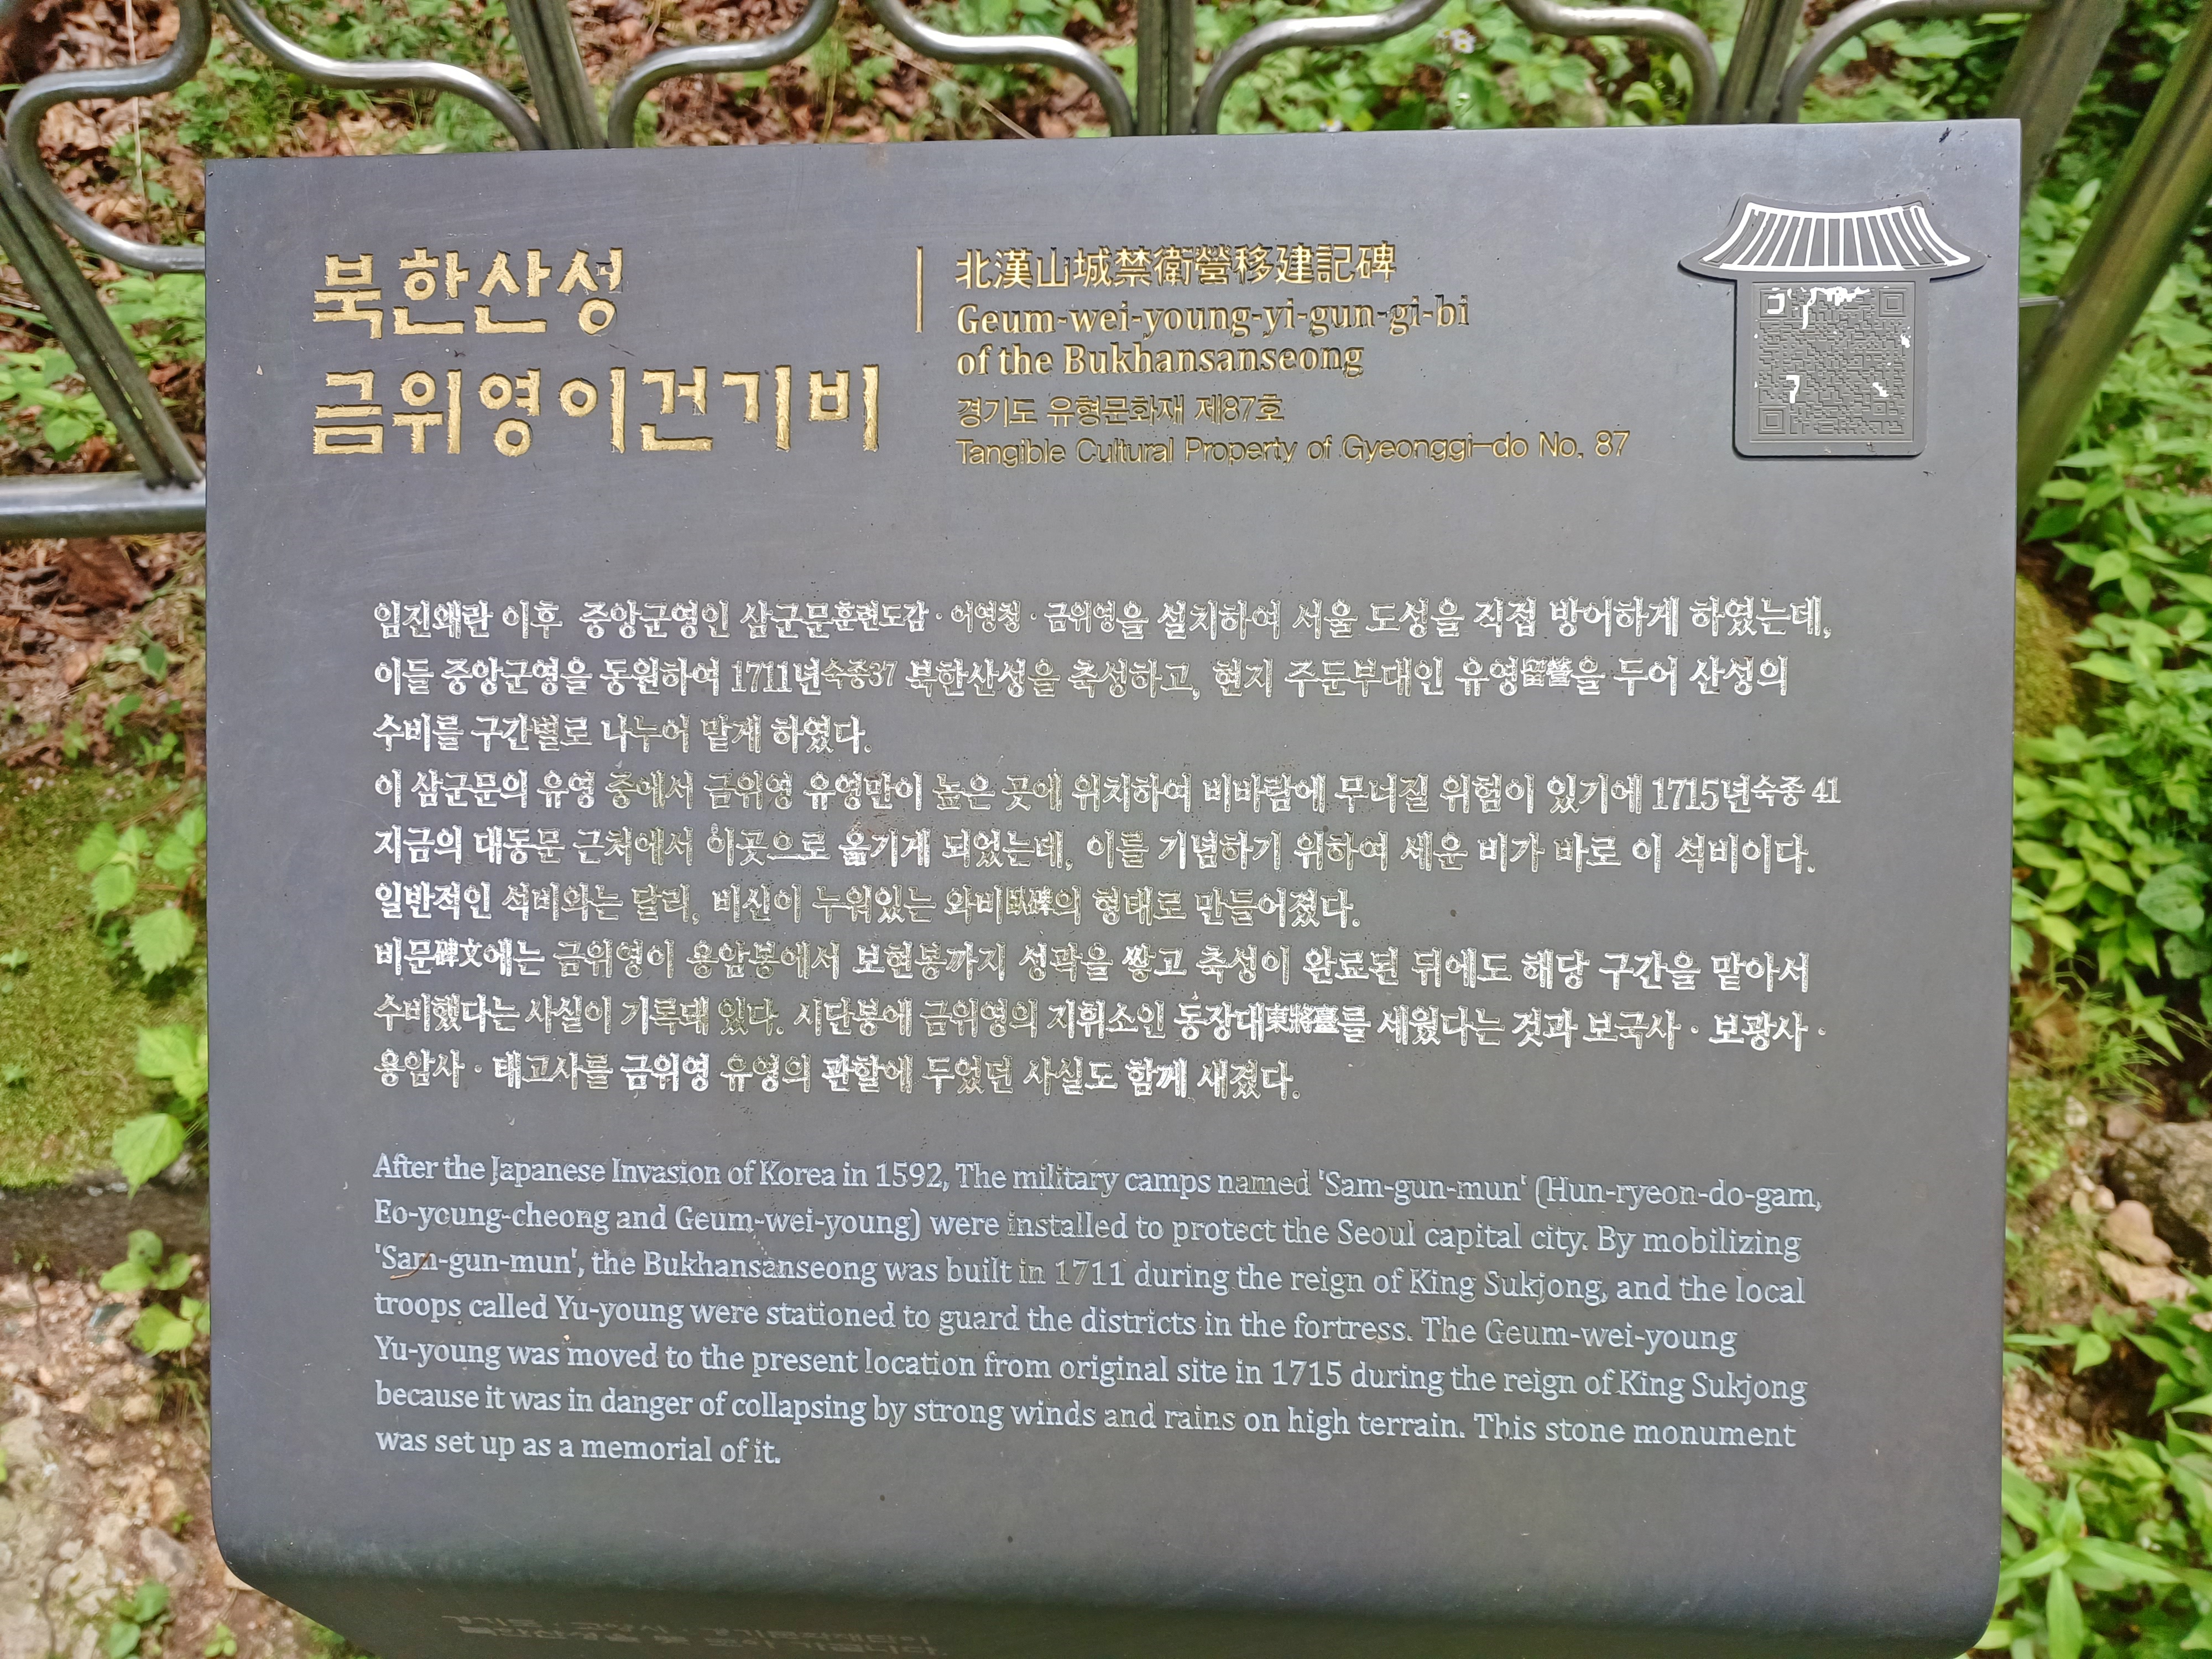 북한산성
금위영이건기비
北漢山城禁衛營移建記碑
Geum-wei-young-yi-gun-gi-bi
of the Bukhansanseong
경기도 유형문화재 제87호
Tangible Cultural Property of Gyeonggi-do No. 87
임진왜란 이후 중앙군영인 삼군문훈련도감·어영청·금위영을 설치하여 서울 도성을 직접 방어하게 하였는데,
이들 중앙군영을 동원하여 1711년숙종37 북한산성을 축성하고, 현지 주둔부대인 유영留營을 두어 산성의
수비를 구간별로 나누어 맡게 하였다.
이 삼군문의 유영 중에서 금위영 유영만이 높은 곳에 위치하여 비바람에 무너질 위험이 있기에 1715년숙종 41
지금의 대동문 근처에서 이곳으로 옮기게 되었는데, 이를 기념하기 위하여 세운 비가 바로 이 석비이다.
일반적인 석비와는 달리, 비신이 누워있는 와비臥碑의 형태로 만들어졌다.
비문碑文에는 금위영이 용암봉에서 보현봉까지 성곽을 쌓고 축성이 완료된 뒤에도 해당 구간을 맡아서
수비했다는 사실이 기록돼 있다. 시단봉에 금위영의 지휘소인 동장대東將臺를 세웠다는 것과 보국사·보광사·
용암사·태고사를 금위영 유영의 관할에 두었던 사실도 함께 새겼다.
After the Japanese Invasion of Korea in 1592, The military camps named 'Sam-gun-mun' (Hun-ryeon-do-gam,
Eo-young-cheong and Geum-wei-young) were installed to protect the Seoul capital city. By mobilizing
'Sam-gun-mun', the Bukhansanseong was built in 1711 during the reign of King Sukjong, and the local
troops called Yu-young were stationed to guard the districts in the fortress. The Geum-wei-young
Yu-young was moved to the present location from original site in 1715 during the reign of King Sukjong
because it was in danger of collapsing by strong winds and rains on high terrain. This stone monument
was set up as a memorial of it.